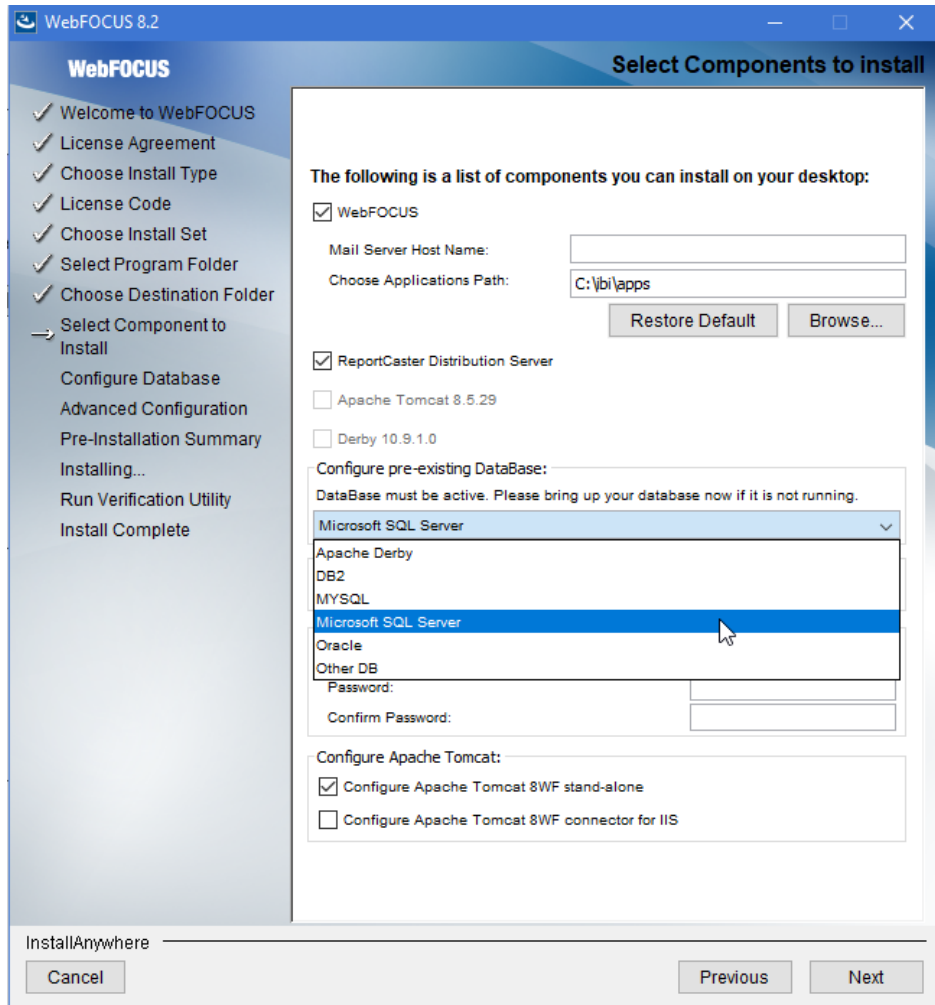 WebFOCUS 8.2
WebFOCUS
Select Components to install
Welcome to WebFOCUS
License Agreement
Choose Install Type
License Code
Choose Install Set
Select Program Folder
Choose Destination Folder
Select Component to
Install
Configure Database
Advanced Configuration
Pre-Installation Summary
Installing...
Run Verification Utility
Install Complete
The following is a list of components you can install on your desktop:
WebFOCUS
Mail Server Host Name:
Choose Applications Path:
C:\ibi\apps
Restore Default
Browse...
ReportCaster Distribution Server
Apache Tomcat 8.5.29
Derby 10.9.1.0
Configure pre-existing DataBase:
DataBase must be active. Please bring up your database now if it is not running.
Microsoft SQL Server
Apache Derby
DB2
MYSQL
Microsoft SQL Server
Oracle
Other DB
Password:
Confirm Password:
Configure Apache Tomcat:
Configure Apache Tomcat 8WF stand-alone
Configure Apache Tomcat 8WF connector for IIS
InstallAnywhere
Cancel
Previous
Next